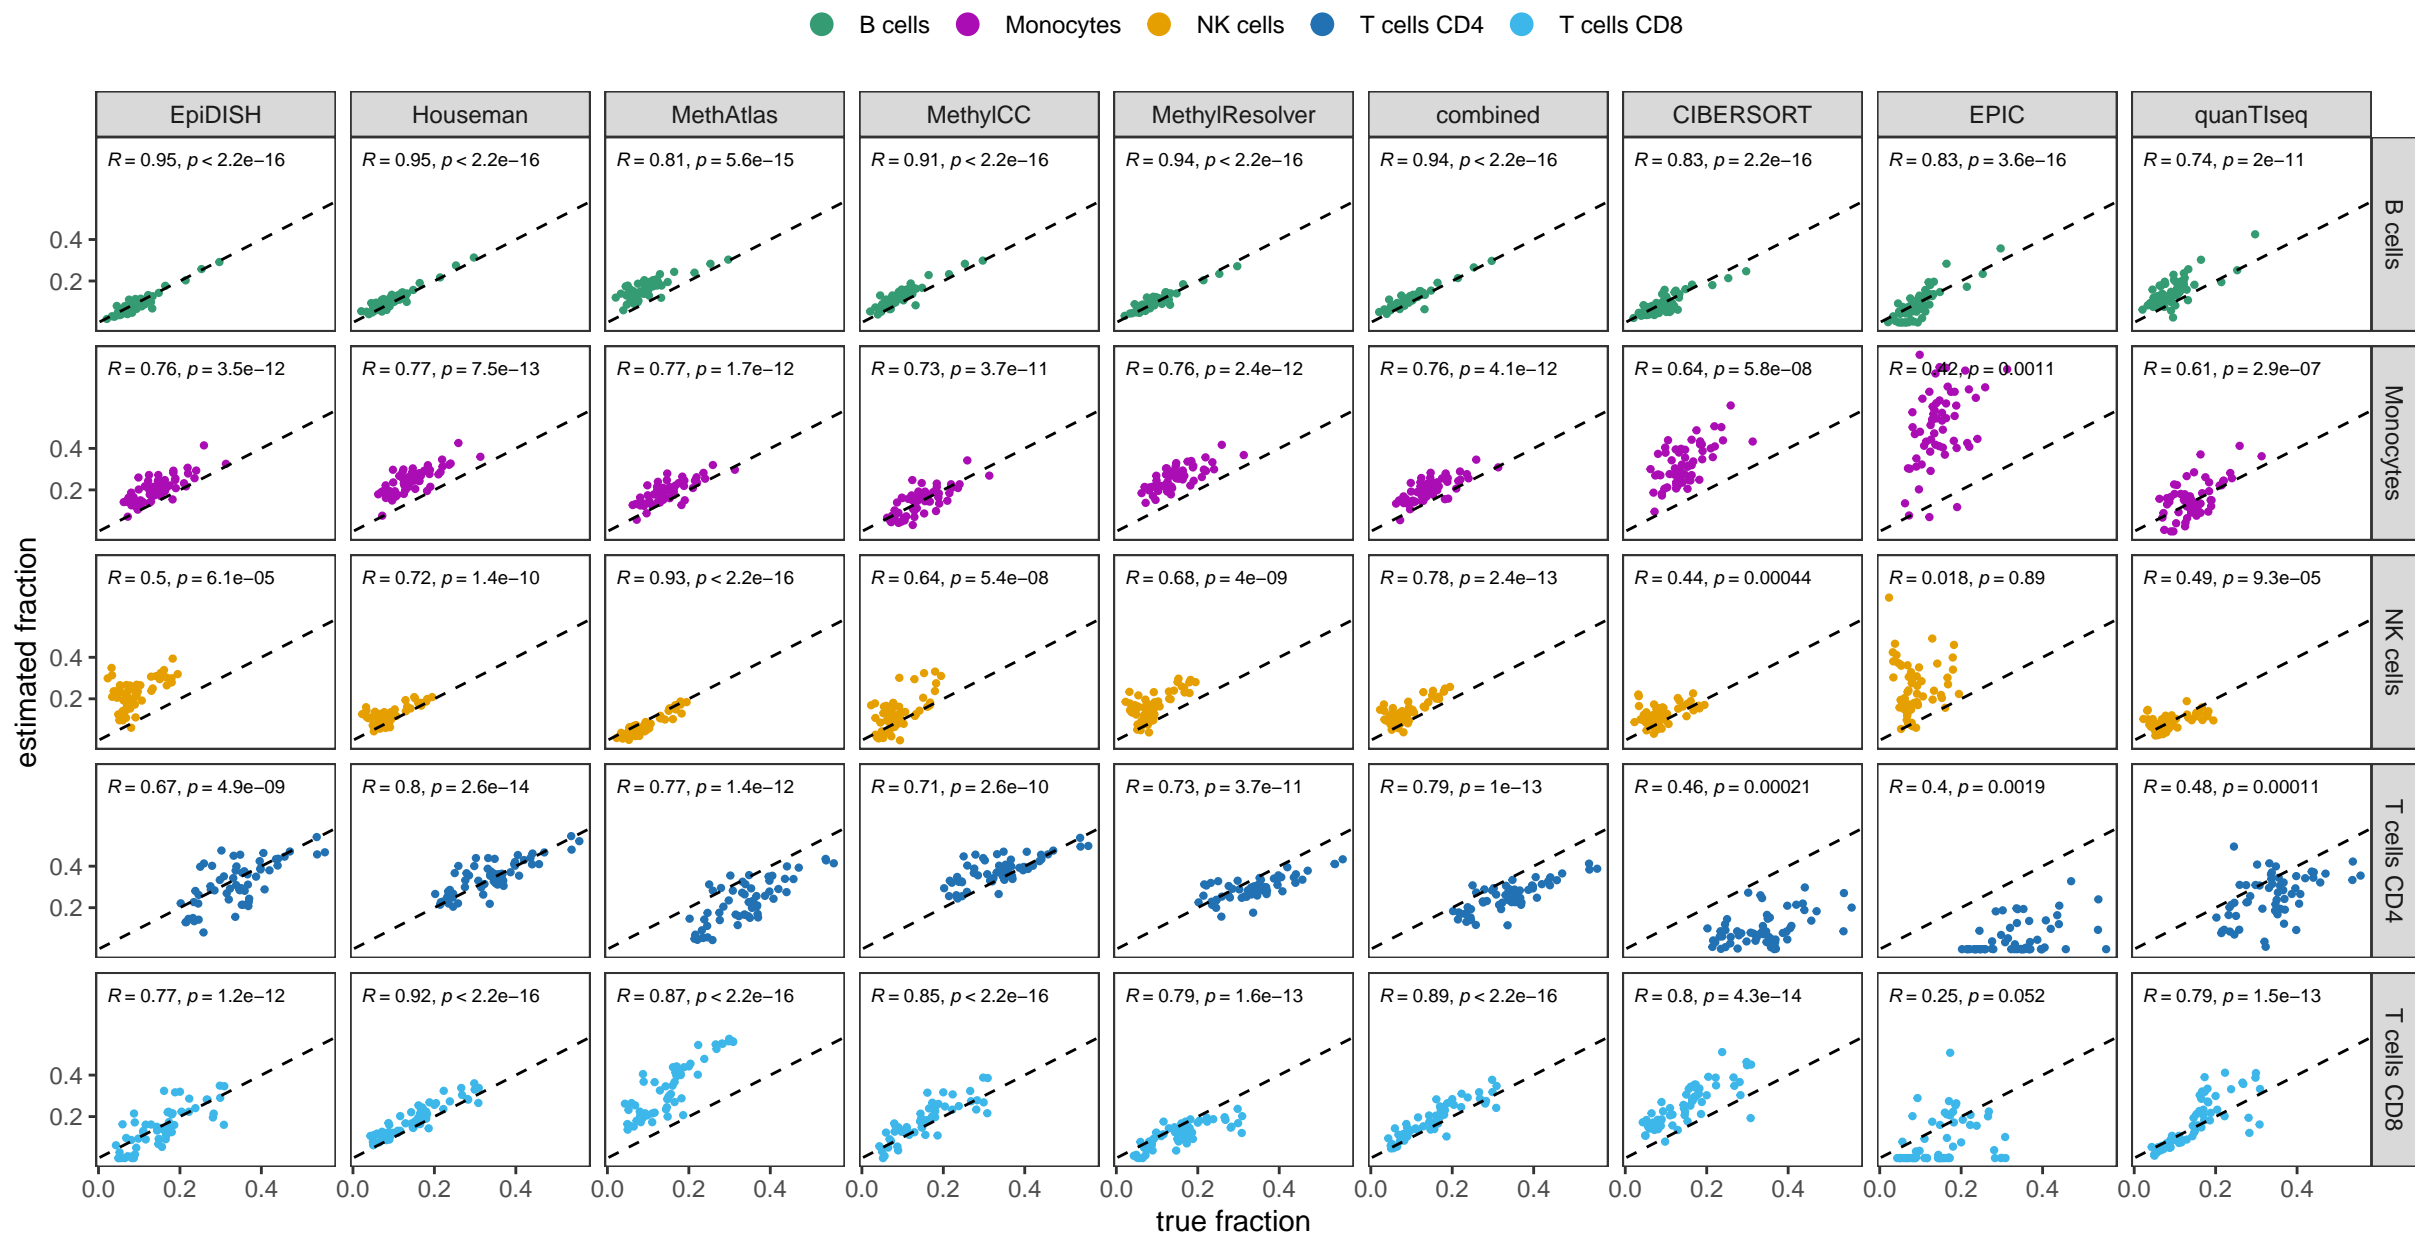 B cells Monocytes NK cells T cells CD4 T cells CD8
EpiDISH Houseman MethAtlas MethylCC MethylResolver combined CIBERSORT EPIC quanTIseq
R = 0.95, p < 2.2e−16 R = 0.95, p < 2.2e−16 R = 0.81, p = 5.6e−15 R = 0.91, p < 2.2e−16 R = 0.94, p < 2.2e−16 R = 0.94, p < 2.2e−16 R = 0.83, p = 2.2e−16 R = 0.83, p = 3.6e−16 R = 0.74, p = 2e−11
B cells
0.4
0.2
R = 0.76, p = 3.5e−12 R = 0.77, p = 7.5e−13 R = 0.77, p = 1.7e−12 R = 0.73, p = 3.7e−11 R = 0.76, p = 2.4e−12 R = 0.76, p = 4.1e−12 R = 0.64, p = 5.8e−08 R = 0.42, p = 0.0011 R = 0.61, p = 2.9e−07
Monocytes
0.4
0.2
estimated fraction
R = 0.5, p = 6.1e−05 R = 0.72, p = 1.4e−10 R = 0.93, p < 2.2e−16 R = 0.64, p = 5.4e−08 R = 0.68, p = 4e−09 R = 0.78, p = 2.4e−13 R = 0.44, p = 0.00044 R = 0.018, p = 0.89 R = 0.49, p = 9.3e−05
NK cells
0.4
0.2
R = 0.67, p = 4.9e−09 R = 0.8, p = 2.6e−14 R = 0.77, p = 1.4e−12 R = 0.71, p = 2.6e−10 R = 0.73, p = 3.7e−11 R = 0.79, p = 1e−13 R = 0.46, p = 0.00021 R = 0.4, p = 0.0019 R = 0.48, p = 0.00011
T cells CD4
0.4
0.2
R = 0.77, p = 1.2e−12 R = 0.92, p < 2.2e−16 R = 0.87, p < 2.2e−16 R = 0.85, p < 2.2e−16 R = 0.79, p = 1.6e−13 R = 0.89, p < 2.2e−16 R = 0.8, p = 4.3e−14 R = 0.25, p = 0.052 R = 0.79, p = 1.5e−13
T cells CD8
0.4
0.2
0.0 0.2 0.4 0.0 0.2 0.4 0.0 0.2 0.4 0.0 0.2 0.4 0.0 0.2 0.4 0.0 0.2 0.4 0.0 0.2 0.4 0.0 0.2 0.4 0.0 0.2 0.4
true fraction